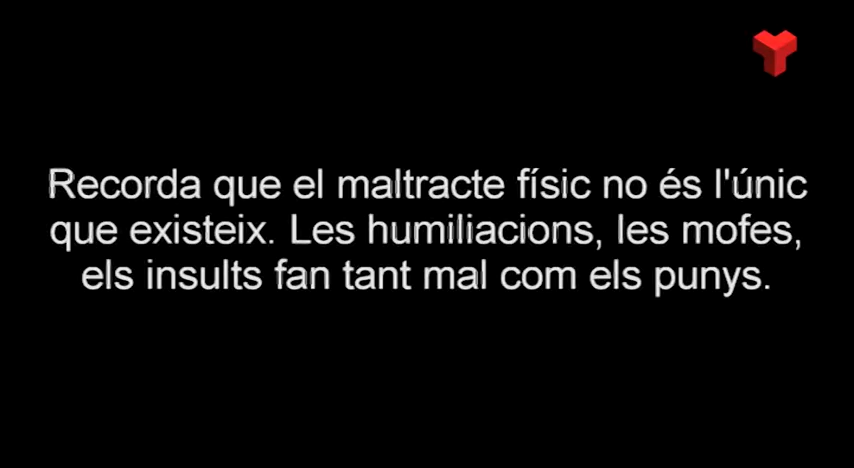 Recorda que el maltracte físic no és l'únic
que existeix. Les humiliacions, les mofes,
els insults fan tant mal com els punys.